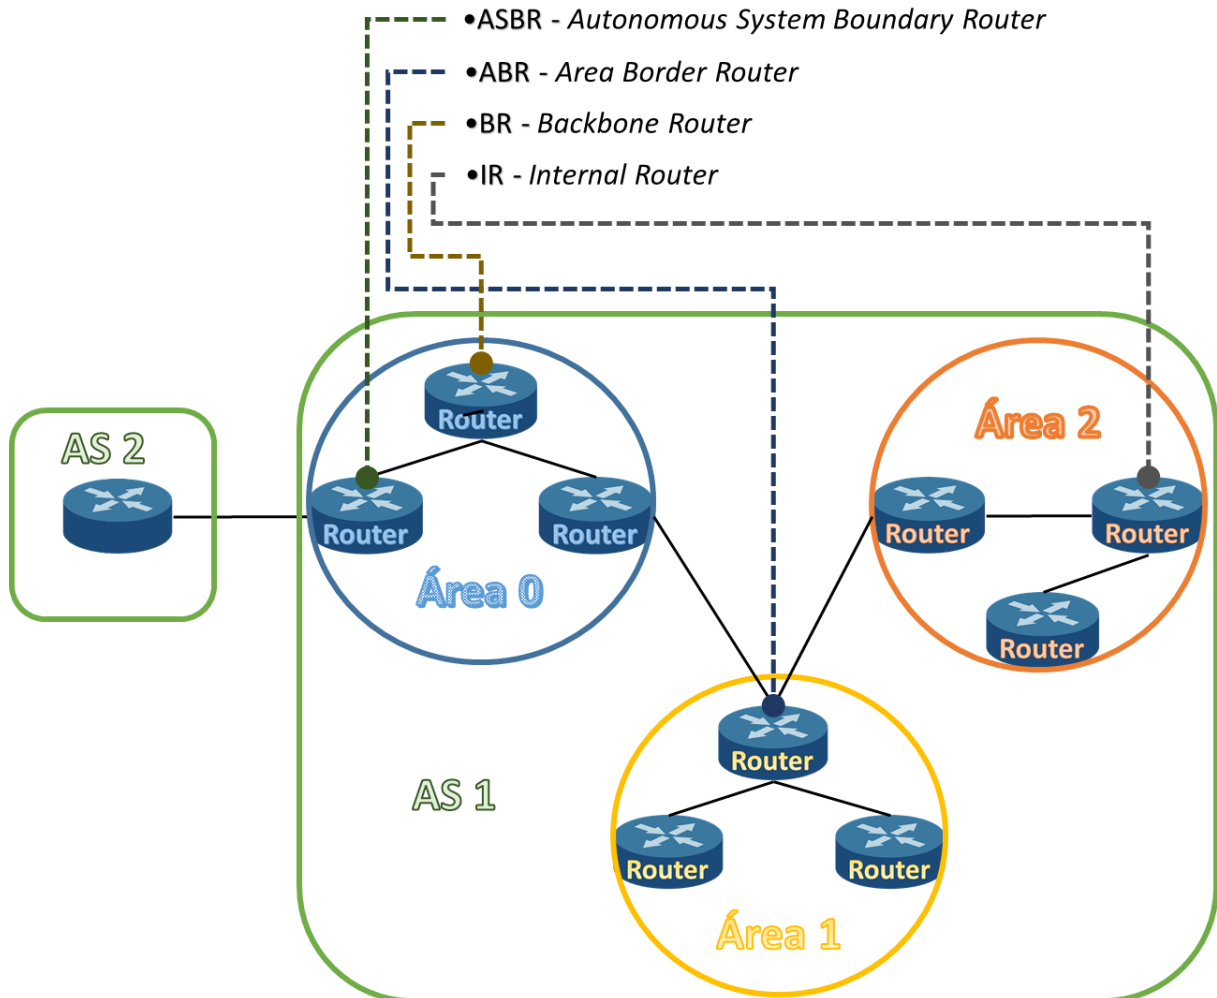 •ASBR - Autonomous System Boundary Router
•ABR - Area Border Router
•BR - Backbone Router
•IR - Internal Router
Router
Área 2
AS 2
Router
Router
Router
Router
Área 0
Router
Router
AS 1
Router
Router
Área 1